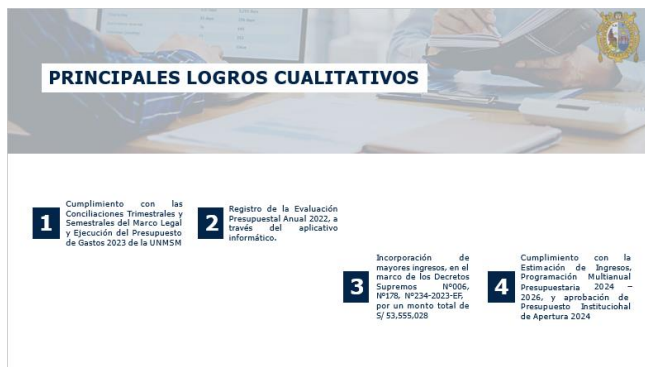 PRINCIPALES LOGROS CUALITATIVOS
1
Cumplimiento con las
Conciliaciones Trimestrales y
Semestrales del Marco Legal
y Ejecución del Presupuesto
de Gastos 2023 de la UNMSM
2
Registro de la Evaluación
Presupuestal Anual 2022, a
través del aplicativo
informático.
3
Incorporación de
mayores ingresos, en el
marco de los Decretos
Supremos N°006,
N°178, N°234-2023-EF,
por un monto total de
S/ 53,555,028
4
Cumplimiento con la
Estimación de Ingresos,
Programación Multianual
Presupuestaria 2024 –
2026, y aprobación de
Presupuesto Institucional
de Apertura 2024